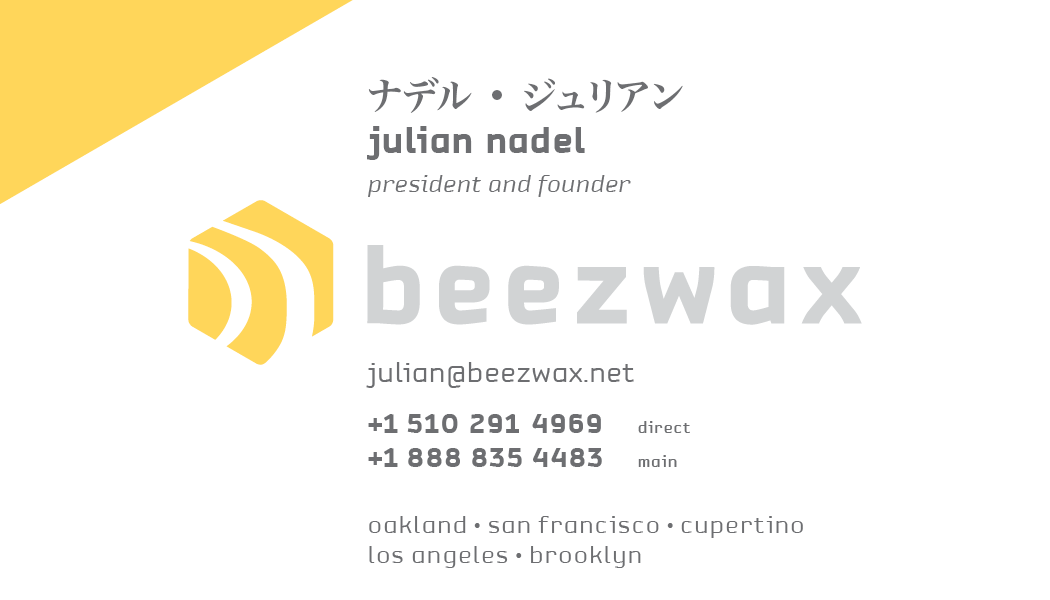 ナデル・ジュリアン
julian nadel
president and founder
beezwax
julian@beezwax.net
+1 510 291 4969 direct
+1 888 835 4483 main
oakland • san francisco • cupertino
los angeles • brooklyn